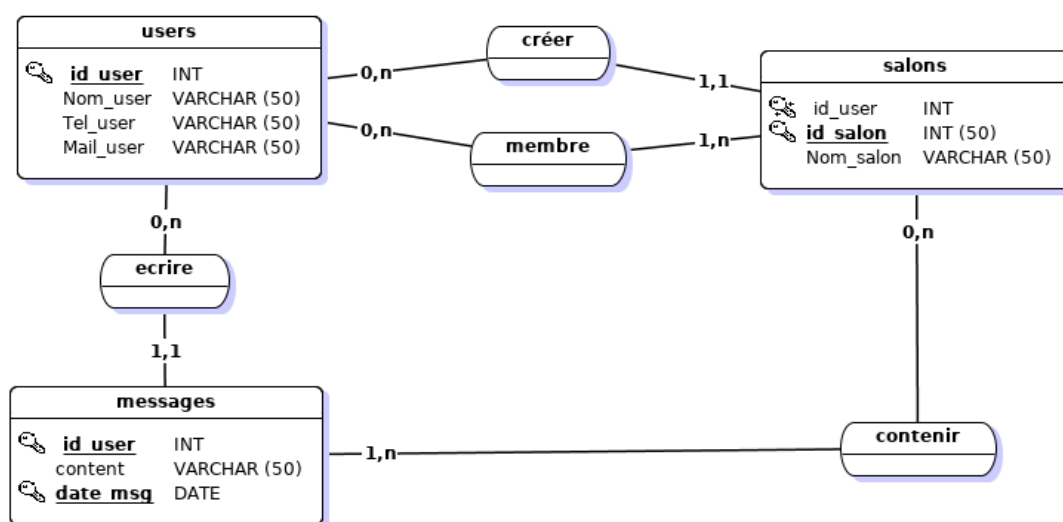 users
id_user INT
Nom_user VARCHAR (50)
Tel_user VARCHAR (50)
Mail_user VARCHAR (50)
0,n
créer
1,1
0,n
membre
1,n
salons
id_user INT
id_salon INT (50)
Nom_salon VARCHAR (50)
0,n
ecrire
1,1
0,n
messages
id_user INT
content VARCHAR (50)
date_msg DATE
1,n
contenir